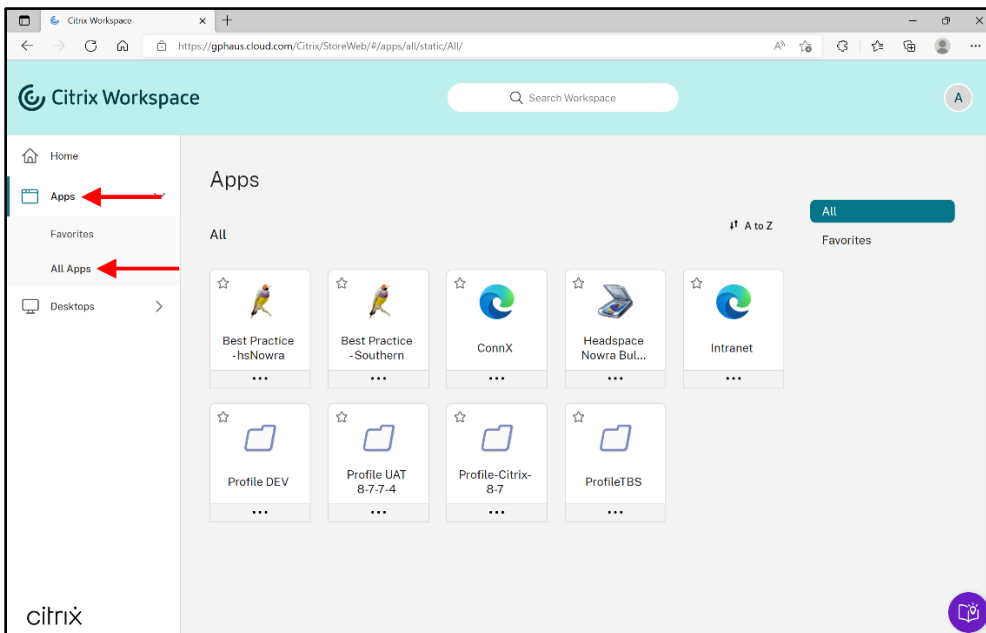 Citrix Workspace
https://gphaus.cloud.com/Citrix/StoreWeb/#/apps/all/static/All/
Citrix Workspace
Search Workspace
A
Home
Apps
Favorites
All Apps
Desktops
Apps
All
A to Z
All
Favorites
Best Practice
-hsNowra
Best Practice
-Southern
ConnX
Headspace
Nowra Bul...
Intranet
Profile DEV
Profile UAT
8-7-7-4
Profile-Citrix-
8-7
ProfileTBS
citrix